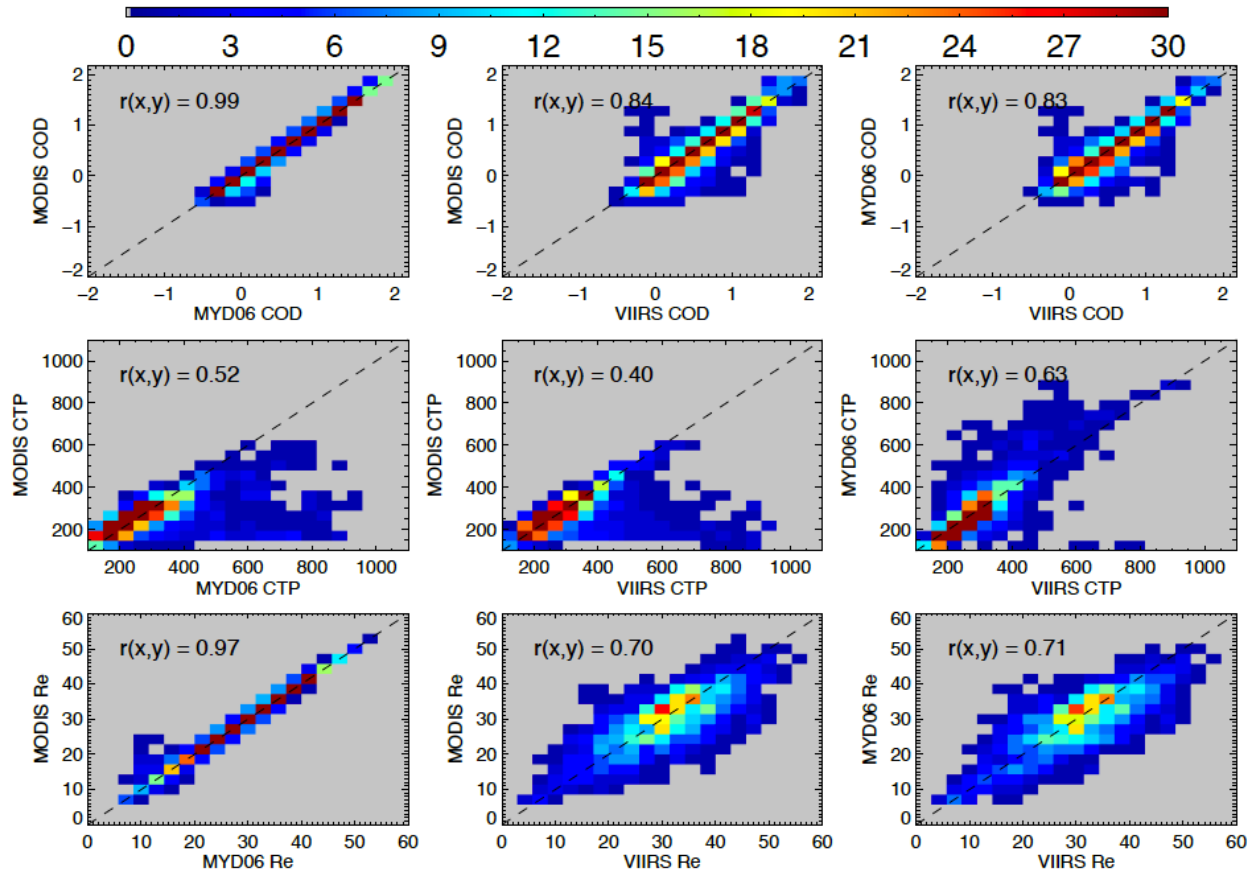 0 3 6 9 12 15 18 21 24 27 30
r(x,y) = 0.99
MODIS COD
2
1
0
−1
−2
−2 −1 0 1 2
MYD06 COD
r(x,y) = 0.84
MODIS COD
2
1
0
−1
−2
−2 −1 0 1 2
VIIRS COD
r(x,y) = 0.83
MYD06 COD
2
1
0
−1
−2
−2 −1 0 1 2
VIIRS COD
r(x,y) = 0.52
MODIS CTP
1000
800
600
400
200
200 400 600 800 1000
MYD06 CTP
r(x,y) = 0.40
MODIS CTP
1000
800
600
400
200
200 400 600 800 1000
VIIRS CTP
r(x,y) = 0.63
MYD06 CTP
1000
800
600
400
200
200 400 600 800 1000
VIIRS CTP
r(x,y) = 0.97
MODIS Re
60
50
40
30
20
10
0
0 10 20 30 40 50 60
MYD06 Re
r(x,y) = 0.70
MODIS Re
60
50
40
30
20
10
0
0 10 20 30 40 50 60
VIIRS Re
r(x,y) = 0.71
MYD06 Re
60
50
40
30
20
10
0
0 10 20 30 40 50 60
VIIRS Re